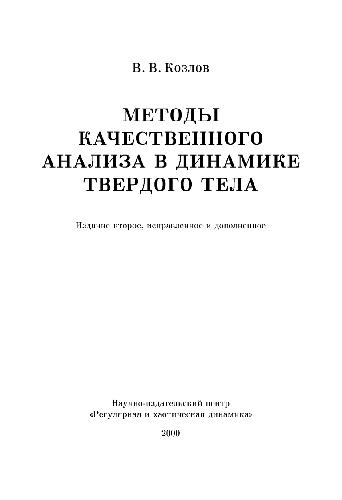 В. В. Козлов
МЕТОДЫ
КАЧЕСТВЕННОГО
АНАЛИЗА В ДИНАМИКЕ
ТВЕРДОГО ТЕЛА
Издание второе, исправленное и дополненное
Научно-издательский центр
«Регулярная и хаотическая динамика»
2000